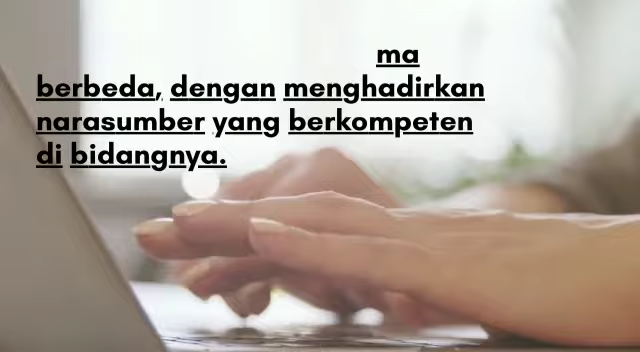 ma
berbeda, dengan menghadirkan
narasumber yang berkompeten
di bidangnya.